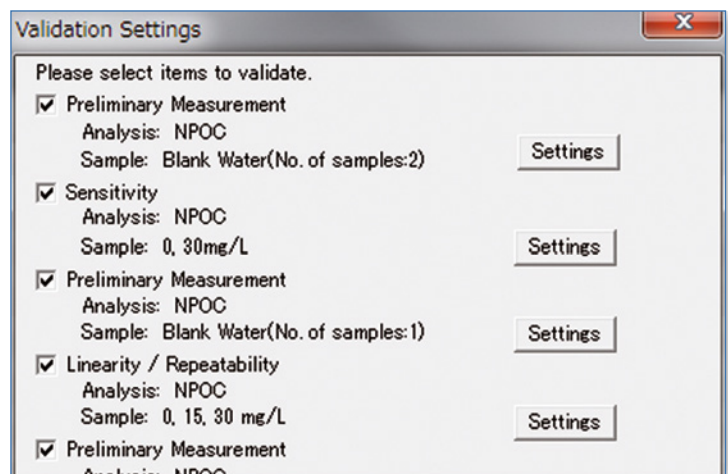 Validation Settings
Please select items to validate.
Preliminary Measurement
Analysis: NPOC
Sample: Blank Water(No. of samples:2)
Settings
Sensitivity
Analysis: NPOC
Sample: 0, 30mg/L
Settings
Preliminary Measurement
Analysis: NPOC
Sample: Blank Water(No. of samples:1)
Settings
Linearity / Repeatability
Analysis: NPOC
Sample: 0, 15, 30 mg/L
Settings
Preliminary Measurement
Analysis: NPOC